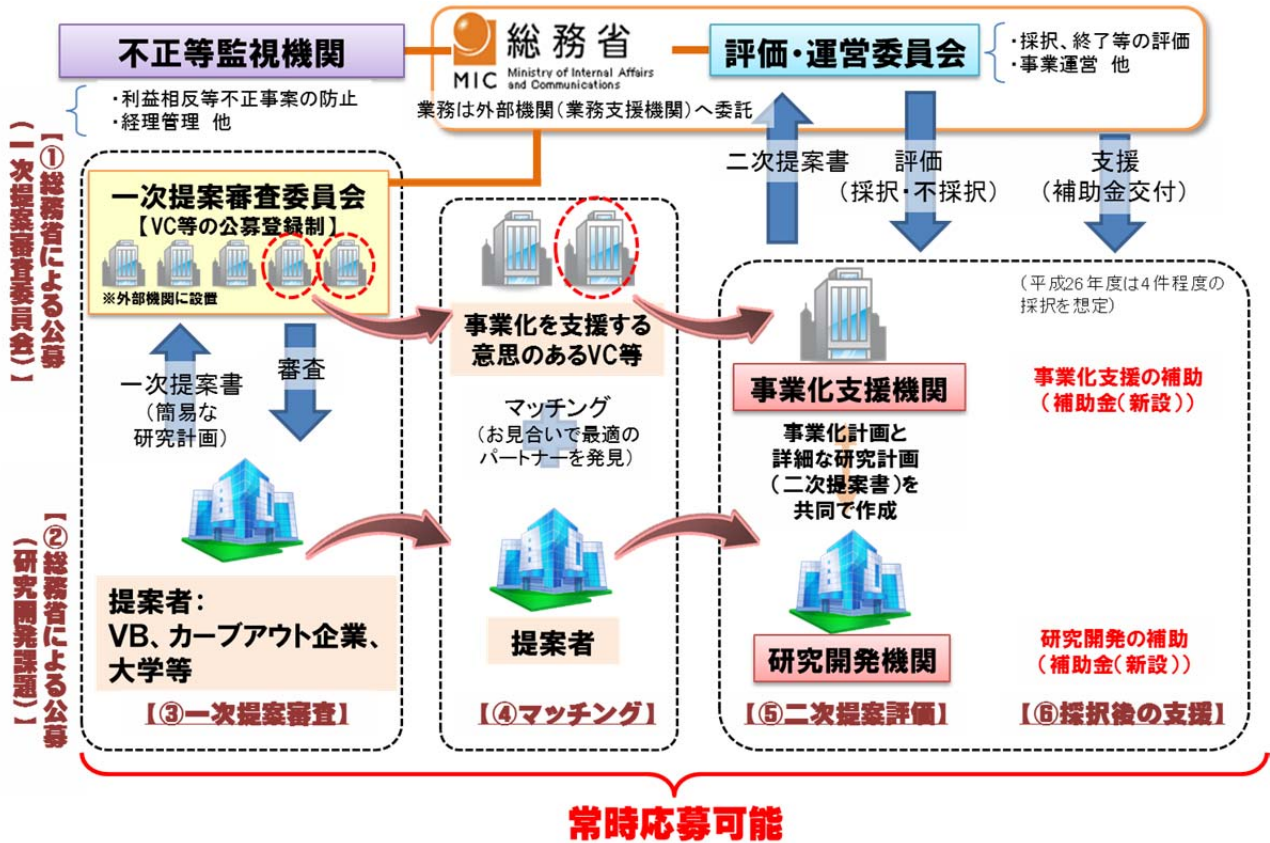 不正等監視機関
・利益相反等不正事案の防止
・経理管理 他
総務省
MIC
Ministry of Internal Affairs
and Communications
業務は外部機関(業務支援機関)へ委託
評価・運営委員会
・採択、終了等の評価
・事業運営 他
【①総務省による公募
(一次提案審査委員会)】
【②総務省による公募
(研究開発課題)】
一次提案審査委員会
【VC等の公募登録制】
※外部機関に設置
一次提案書
(簡易な
研究計画)
審査
提案者:
VB、カーブアウト企業、
大学等
【③一次提案審査】
事業化を支援する
意思のあるVC等
マッチング
(お見合いで最適の
パートナーを発見)
提案者
【④マッチング】
二次提案書
評価
(採択・不採択)
支援
(補助金交付)
事業化支援機関
事業化計画と
詳細な研究計画
(二次提案書)を
共同で作成
研究開発機関
【⑤二次提案評価】
(平成26年度は4件程度の
採択を想定)
事業化支援の補助
(補助金(新設))
研究開発の補助
(補助金(新設))
【⑥採択後の支援】
常時応募可能